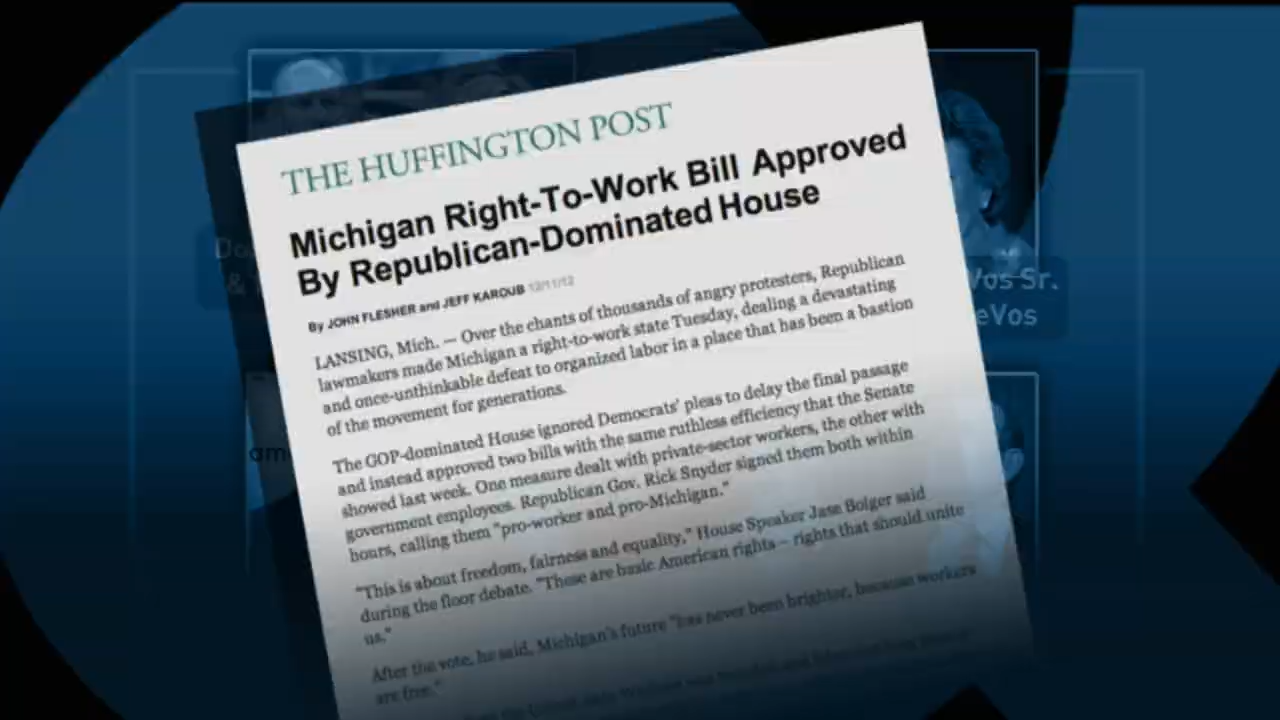 THE HUFFINGTON POST
Michigan Right-To-Work Bill Approved
By Republican-Dominated House
By JOHN FLESHER and JEFF KAROUB 12/11/12
LANSING, Mich. — Over the chants of thousands of angry protesters, Republican
lawmakers made Michigan a right-to-work state Tuesday, dealing a devastating
and once-unthinkable defeat to organized labor in a place that has been a bastion
of the movement for generations.
The GOP-dominated House ignored Democrats' pleas to delay the final passage
and instead approved two bills with the same ruthless efficiency that the Senate
showed last week. One measure dealt with private-sector workers, the other with
government employees. Republican Gov. Rick Snyder signed them both within
hours, calling them "pro-worker and pro-Michigan."
"This is about freedom, fairness and equality," House Speaker Jase Bolger said
during the floor debate. "These are basic American rights – rights that should unite
us."
After the vote, he said, Michigan's future "has never been brighter, because workers
are free."
Vos Sr.
eVos
Do
&
am